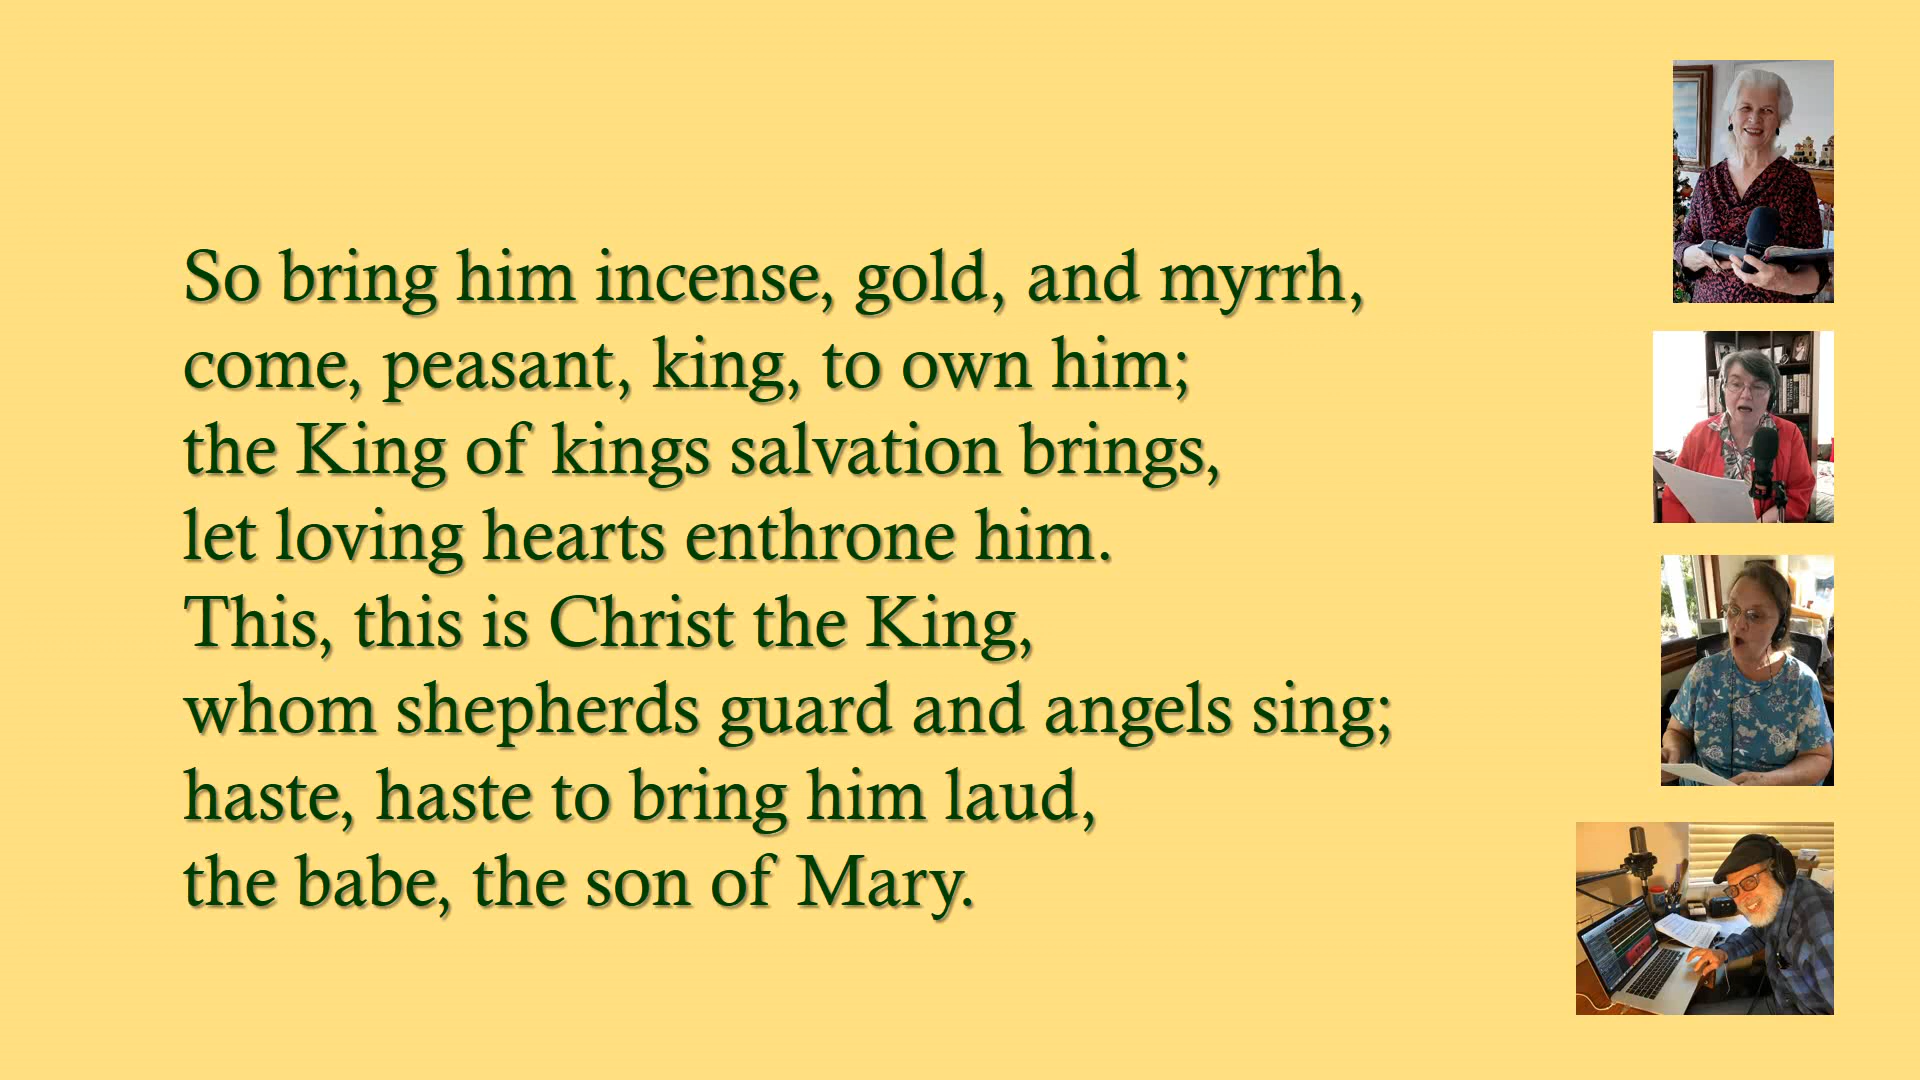 So bring him incense, gold, and myrrh,
come, peasant, king, to own him;
the King of kings salvation brings,
let loving hearts enthrone him.
This, this is Christ the King,
whom shepherds guard and angels sing;
haste, haste to bring him laud,
the babe, the son of Mary.